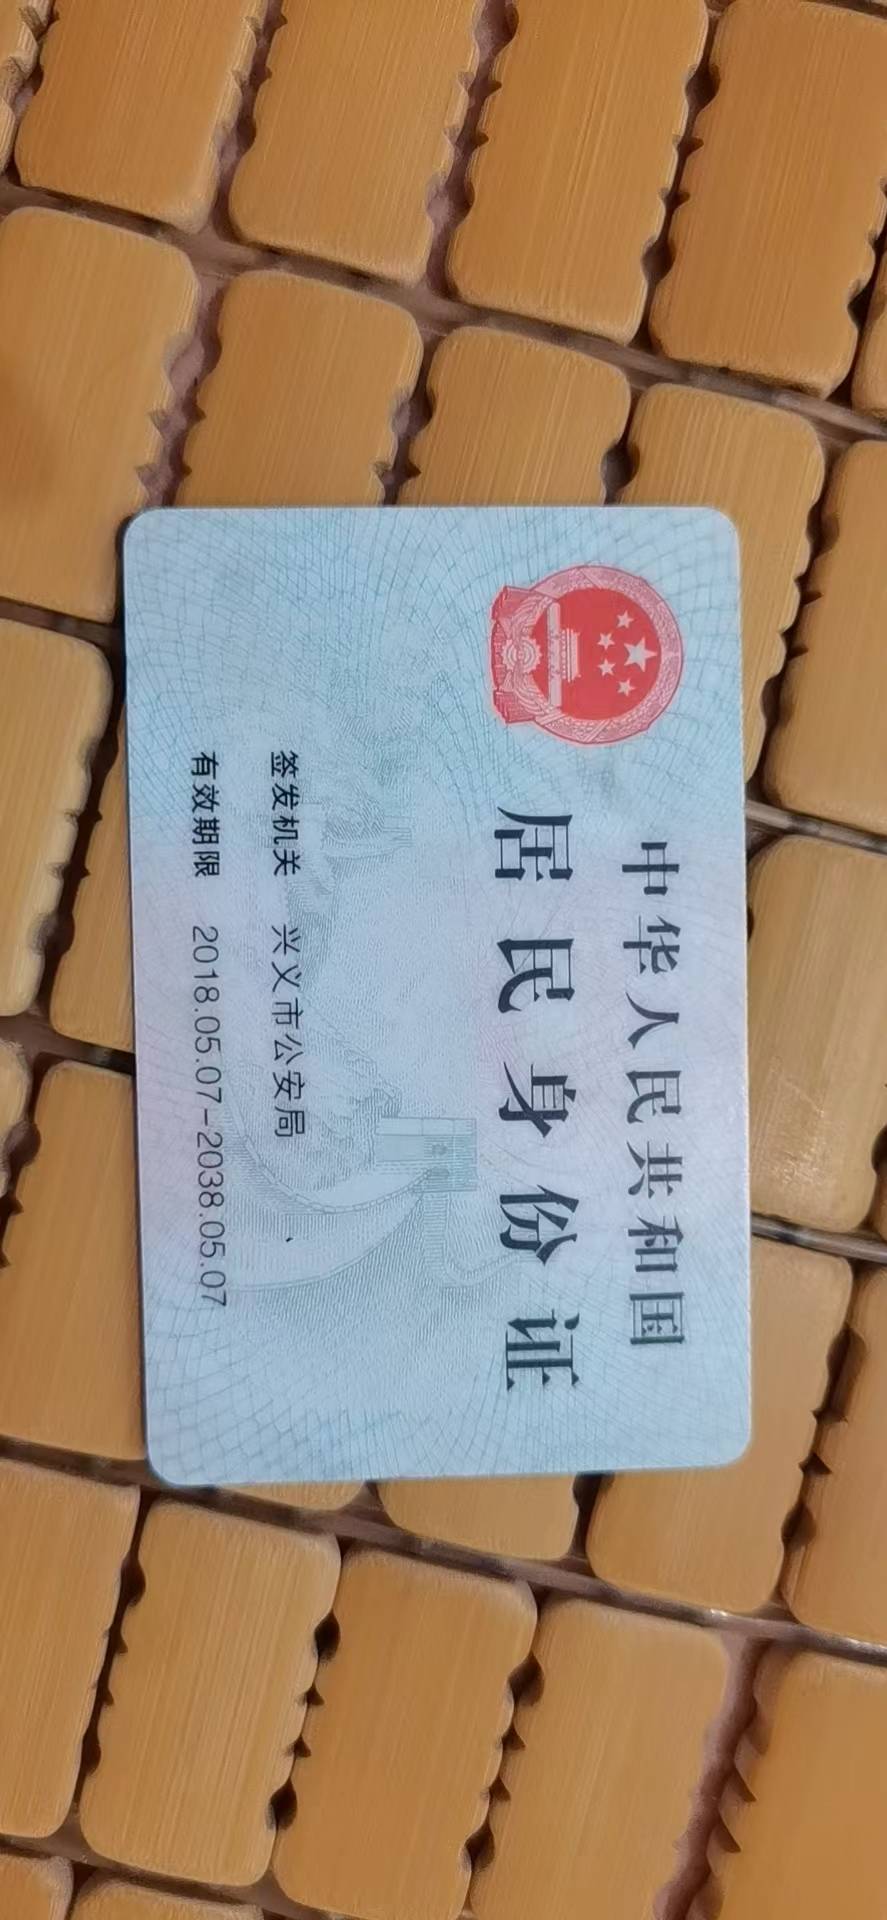 中华人民共和国
居民身份证
签发机关 兴义市公安局
有效期限 2018.05.07-2038.05.07